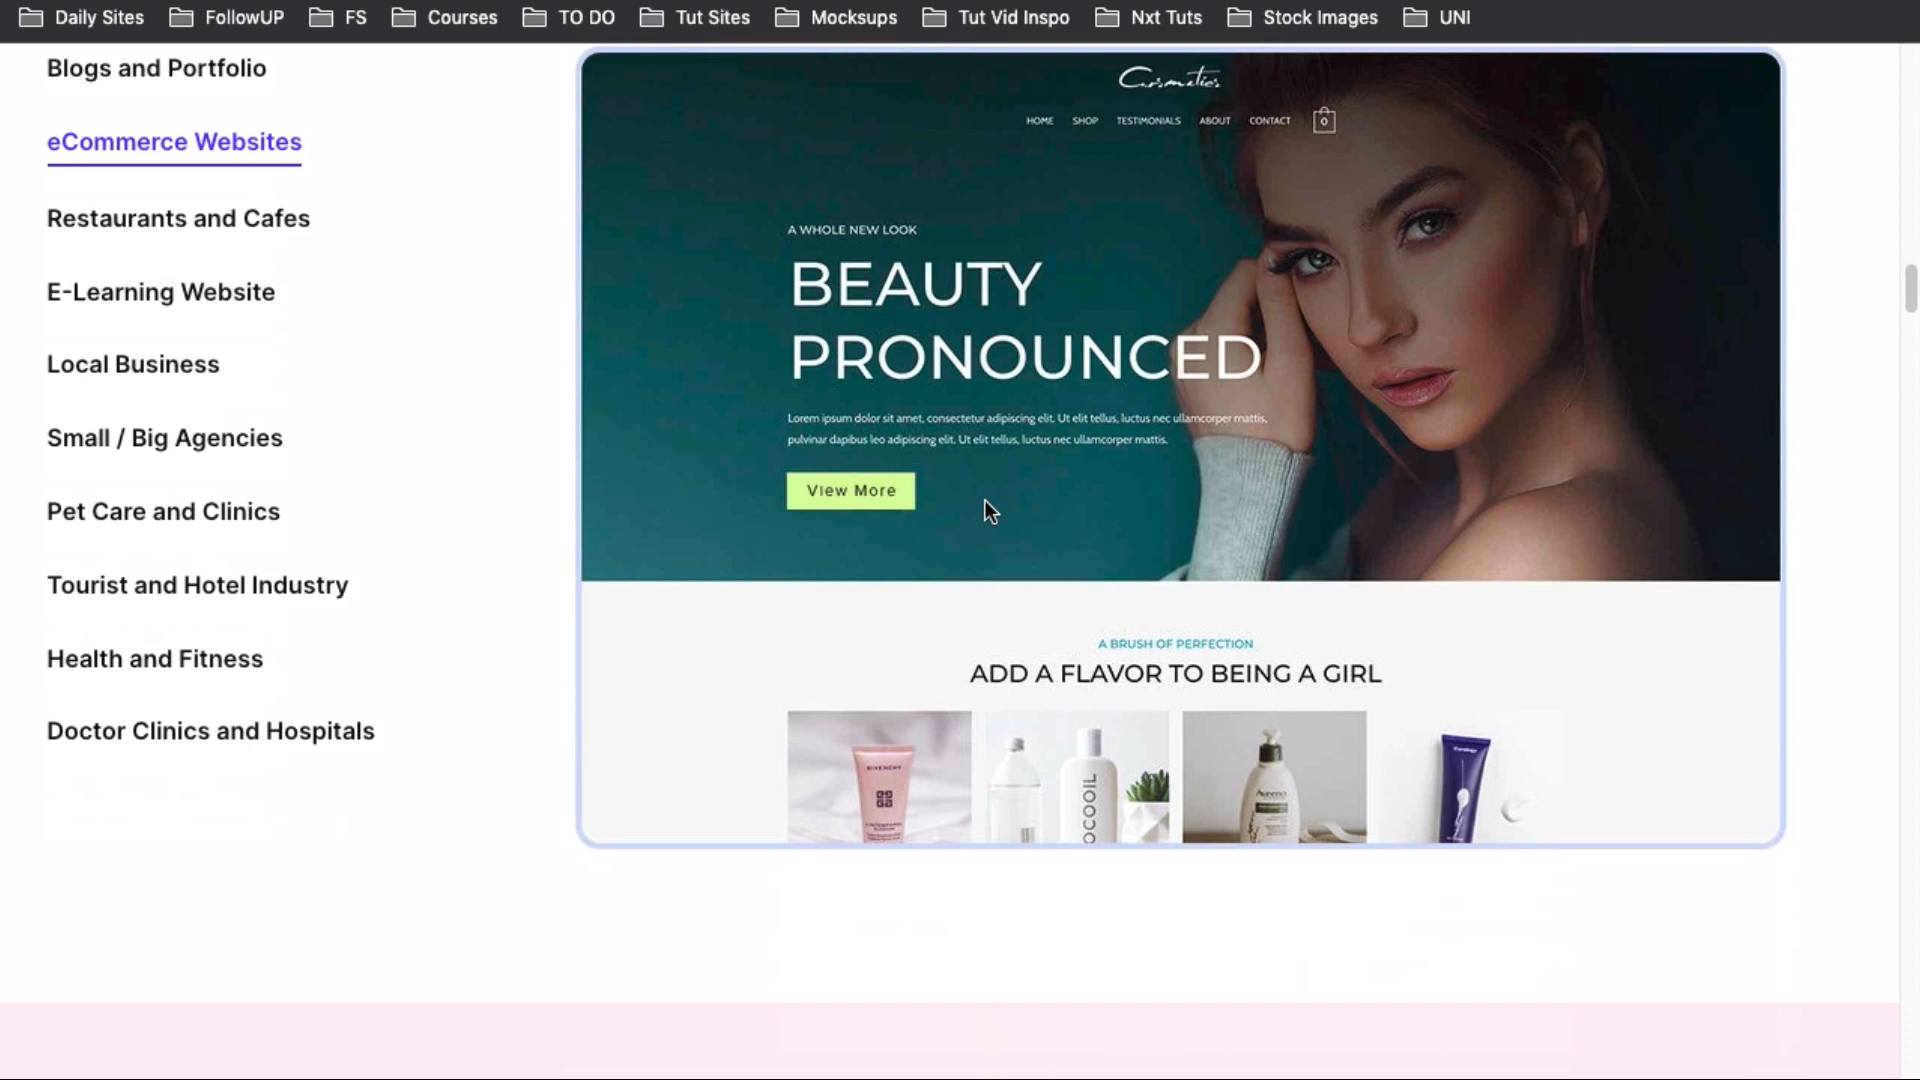 Daily Sites
FollowUP
FS
Courses
TO DO
Tut Sites
Mocksups
Tut Vid Inspo
Nxt Tuts
Stock Images
UNI
Blogs and Portfolio
eCommerce Websites
Restaurants and Cafes
E-Learning Website
Local Business
Small / Big Agencies
Pet Care and Clinics
Tourist and Hotel Industry
Health and Fitness
Doctor Clinics and Hospitals
Cosmetics
HOME SHOP TESTIMONIALS ABOUT CONTACT 0
A WHOLE NEW LOOK
BEAUTY
PRONOUNCED
Lorem ipsum dolor sit amet, consectetur adipiscing elit. Ut elit tellus, luctus nec ullamcorper mattis,
pulvinar dapibus leo adipiscing elit. Ut elit tellus, luctus nec ullamcorper mattis.
View More
A BRUSH OF PERFECTION
ADD A FLAVOR TO BEING A GIRL
GIVENCHY
OCOOIL
Aveeno